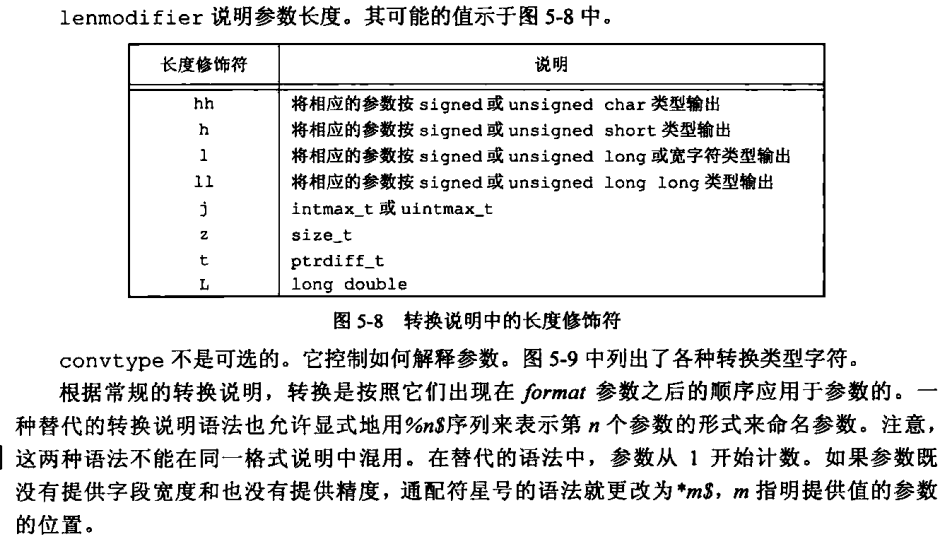 lenmodifier 说明参数长度。其可能的值示于图 5-8 中。
长度修饰符 说明
hh 将相应的参数按 signed 或 unsigned char 类型输出
h 将相应的参数按 signed 或 unsigned short 类型输出
l 将相应的参数按 signed 或 unsigned long 或宽字符类型输出
ll 将相应的参数按 signed 或 unsigned long long 类型输出
j intmax_t 或 uintmax_t
z size_t
t ptrdiff_t
L long double
图 5-8 转换说明中的长度修饰符
convtype 不是可选的。它控制如何解释参数。图 5-9 中列出了各种转换类型字符。
根据常规的转换说明，转换是按照它们出现在 format 参数之后的顺序应用于参数的。一
种替代的转换说明语法也允许显式地用%n$序列来表示第 n 个参数的形式来命名参数。注意，
这两种语法不能在同一格式说明中混用。在替代的语法中，参数从 1 开始计数。如果参数既
没有提供字段宽度和也没有提供精度，通配符星号的语法就更改为*m$，m 指明提供值的参数
的位置。